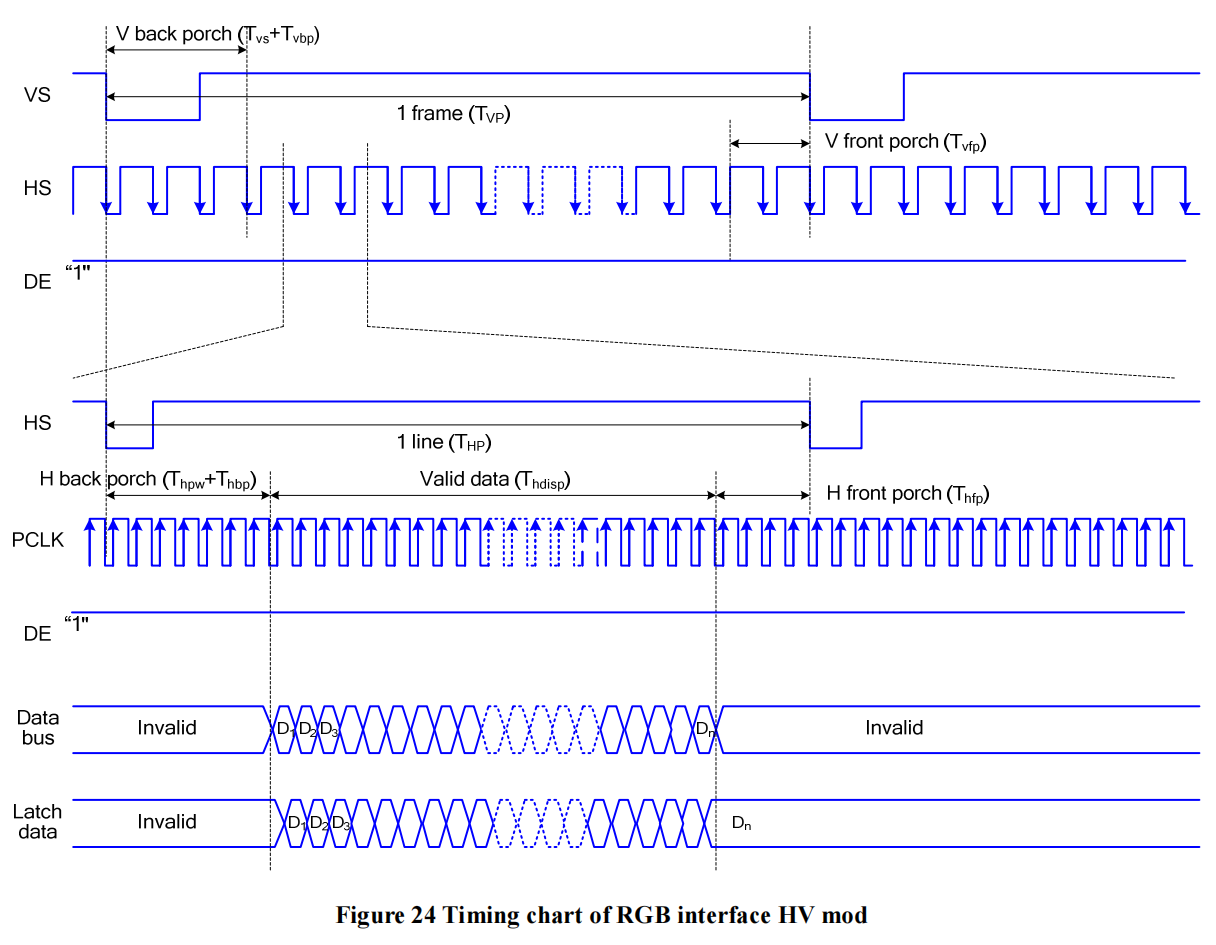 V back porch (Tvs+Tvbp)
VS
1 frame (TVP)
V front porch (Tvfp)
HS
DE “1"
HS
1 line (THP)
H back porch (Thpw+Thbp)
Valid data (Thdisp)
H front porch (Thfp)
PCLK
DE “1"
Data
bus
Invalid
D1
D2
D3
Dn
Invalid
Latch
data
Invalid
D1
D2
D3
Dn
Figure 24 Timing chart of RGB interface HV mod